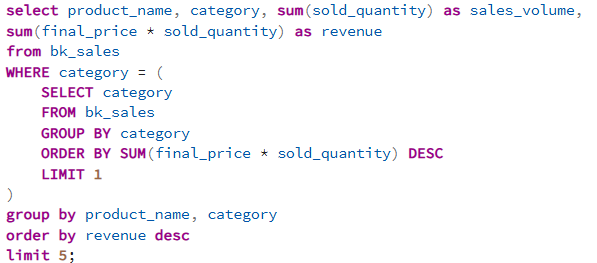 select product_name, category, sum(sold_quantity) as sales_volume,
sum(final_price * sold_quantity) as revenue
from bk_sales
WHERE category = (
    SELECT category
    FROM bk_sales
    GROUP BY category
    ORDER BY SUM(final_price * sold_quantity) DESC
    LIMIT 1
)
group by product_name, category
order by revenue desc
limit 5;